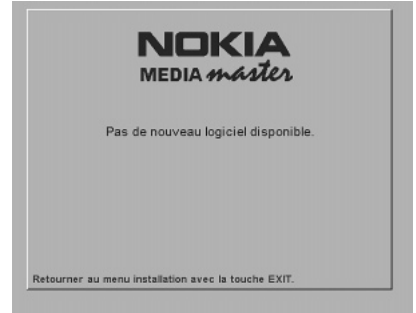 NOKIA
MEDIA master
Pas de nouveau logiciel disponible.
Retourner au menu installation avec la touche EXIT.